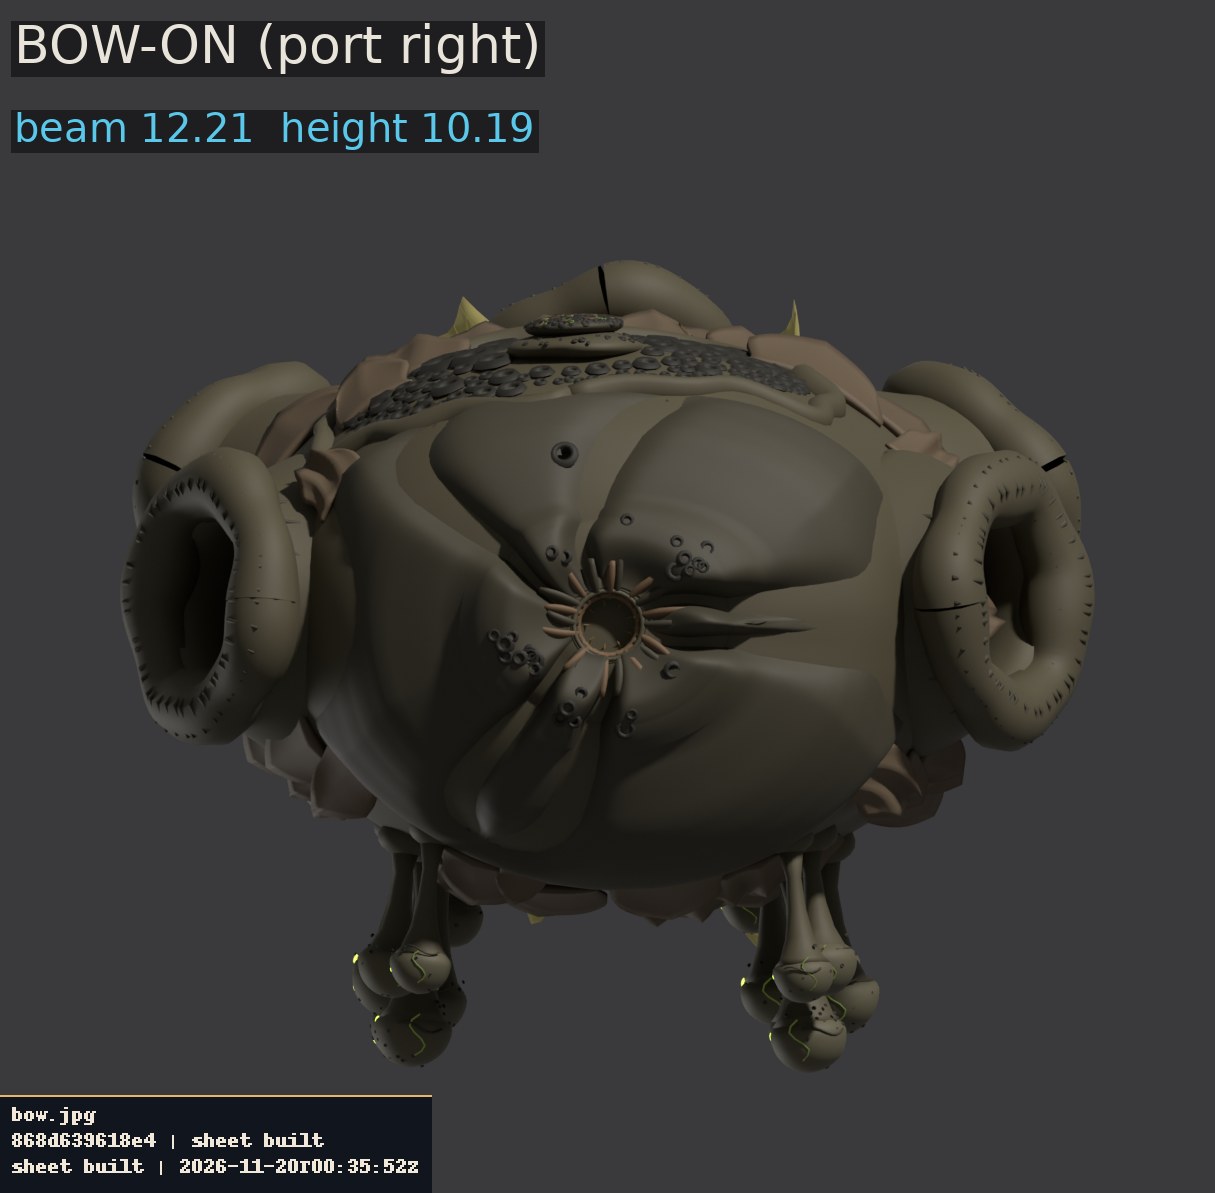 BOW-ON (port right)
beam 12.21  height 10.19
bow.jpg
868d639618e4 | sheet built
sheet built | 2026-11-20T00:35:52Z